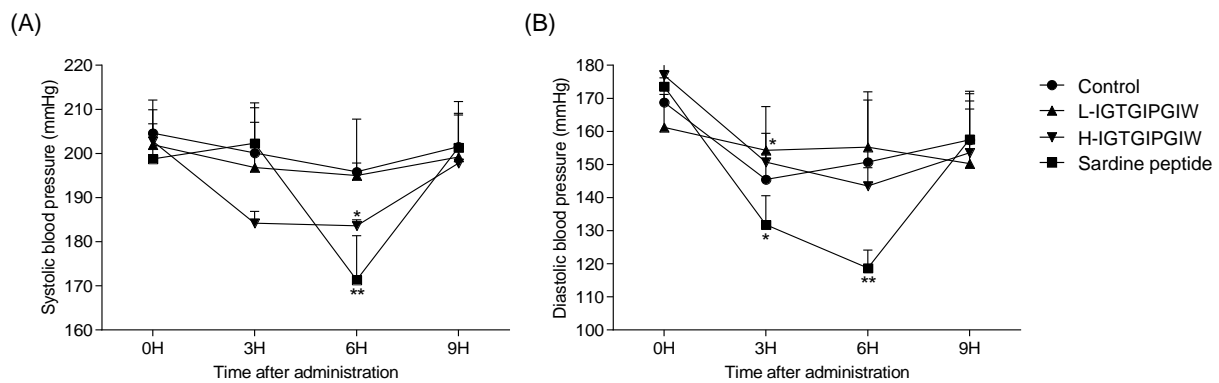 (A)
Systolic blood pressure (mmHg)
220
210
200
190
180
170
160
*
**
0H 3H 6H 9H
Time after administration
(B)
Diastolic blood pressure (mmHg)
180
170
160
150
140
130
120
110
100
*
*
**
0H 3H 6H 9H
Time after administration
Control
L-IGTGIPGIW
H-IGTGIPGIW
Sardine peptide